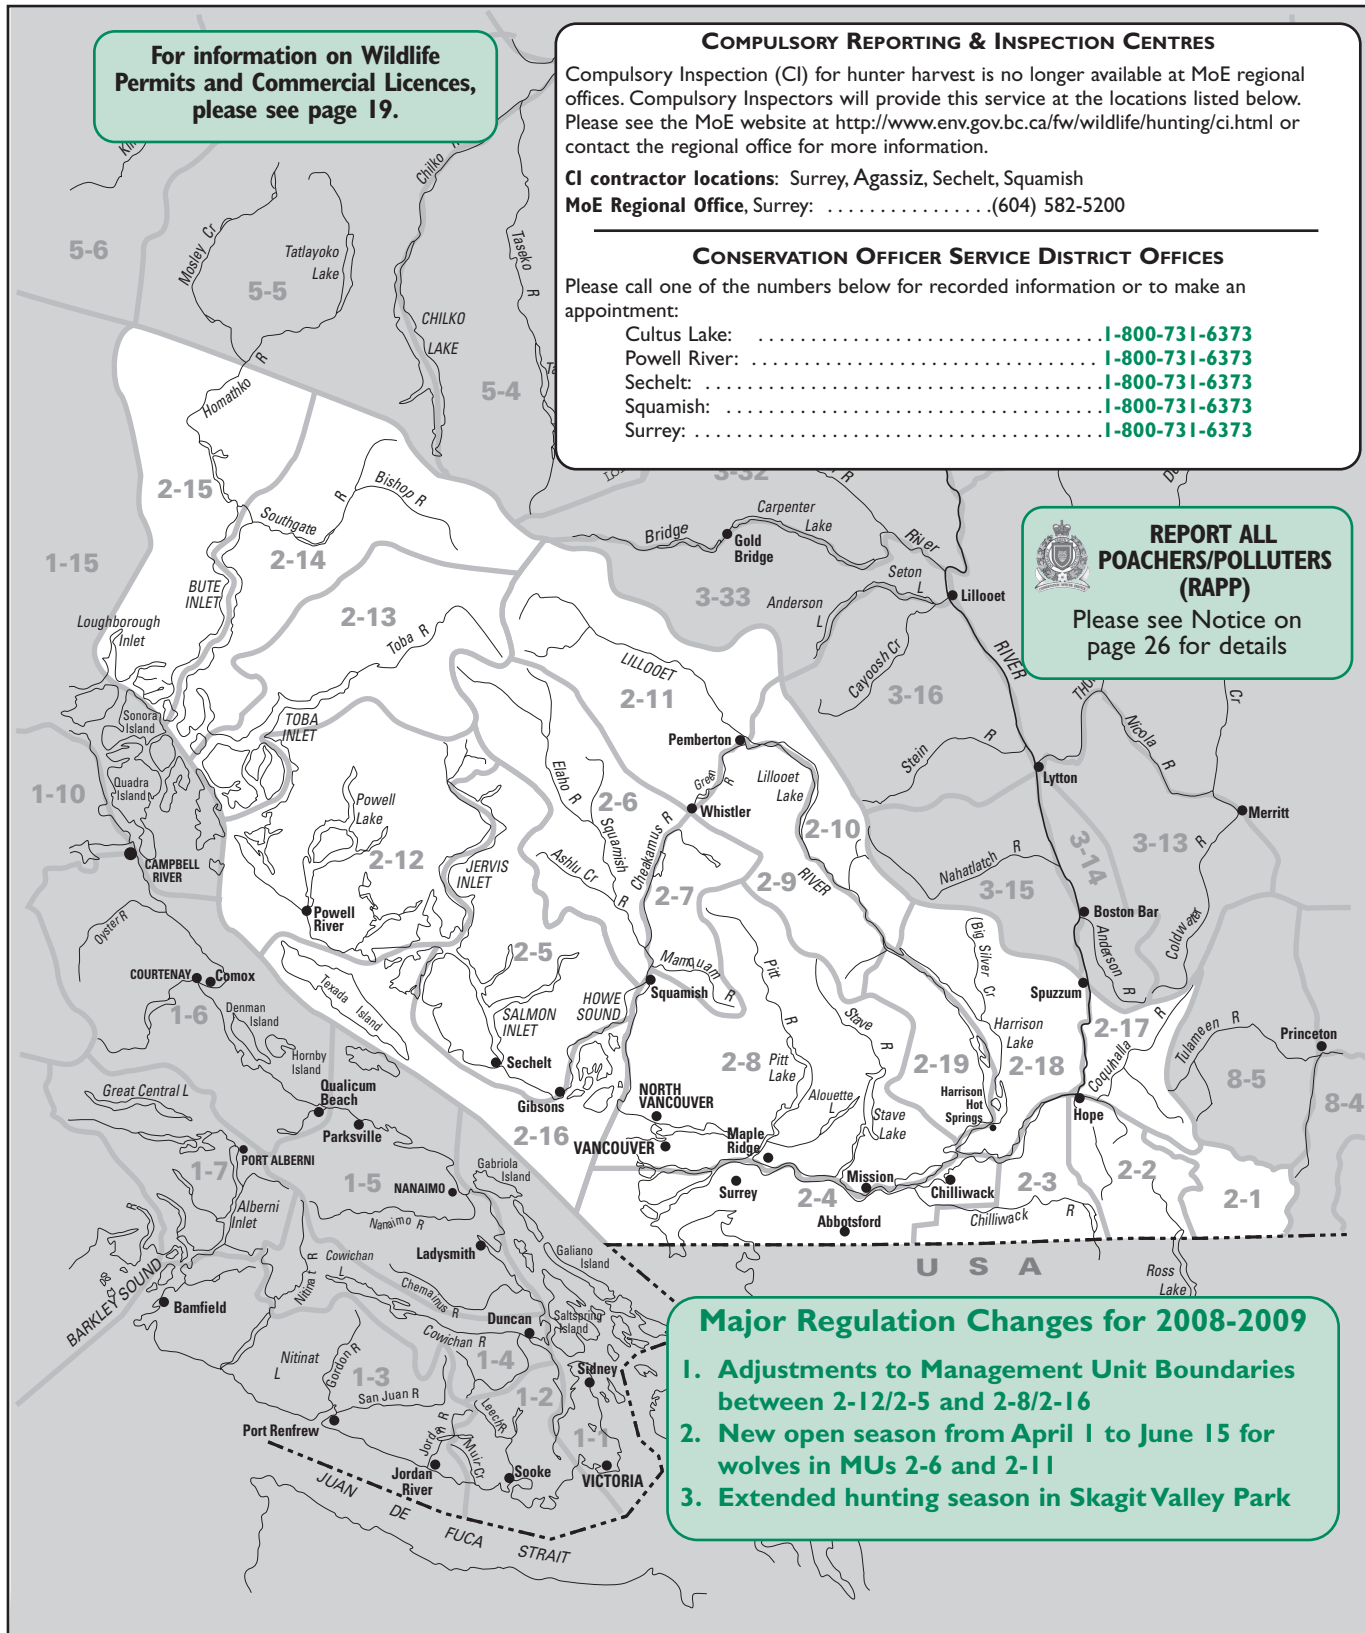 For information on Wildlife
Permits and Commercial Licences,
please see page 19.
COMPULSORY REPORTING & INSPECTION CENTRES
Compulsory Inspection (CI) for hunter harvest is no longer available at MoE regional
offices. Compulsory Inspectors will provide this service at the locations listed below.
Please see the MoE website at http://www.env.gov.bc.ca/fw/wildlife/hunting/ci.html or
contact the regional office for more information.
CI contractor locations: Surrey, Agassiz, Sechelt, Squamish
MoE Regional Office, Surrey: ................(604) 582-5200
CONSERVATION OFFICER SERVICE DISTRICT OFFICES
Please call one of the numbers below for recorded information or to make an
appointment:
Cultus Lake: .................................1-800-731-6373
Powell River: .................................1-800-731-6373
Sechelt: ......................................1-800-731-6373
Squamish: ....................................1-800-731-6373
Surrey: .......................................1-800-731-6373
REPORT ALL
POACHERS/POLLUTERS
(RAPP)
Please see Notice on
page 26 for details
5-6
Mosley Cr
Tatlayoko
Lake
5-5
Chilko
CHILKO
LAKE
Taseko
R
5-4
Homathko
R
2-15
Southgate
R
Bishop R
2-14
1-15
BUTE
INLET
Loughborough
Inlet
2-13
Toba R
3-32
R
Bridge
Gold
Bridge
Carpenter
Lake
River
Seton
L
Lillooet
3-33
Anderson
L
Cayoosh Cr
RIVER
3-16
Nicola
R
Cr
Stein
R
Lytton
Merritt
LILLOOET
2-11
Pemberton
Green
R
Lillooet
Lake
Whistler
Sonora
Island
TOBA
INLET
1-10
Quadra
Island
Powell
Lake
2-12
Elaho R
2-6
Squamish
R
Cheakamus R
Ashlu Cr
2-10
CAMPBELL
RIVER
JERVIS
INLET
2-7
2-9
RIVER
Nahatlatch
R
3-15
3-14
3-13
R
Coldwater
Powell
River
Boston Bar
Anderson
R
Oyster R
COURTENAY
Comox
1-6
Denman
Island
Texada
Island
2-5
Mamquam
R
Squamish
Pitt
R
Big Silver Cr
Spuzzum
SALMON
INLET
HOWE
SOUND
Stave
R
Harrison
Lake
2-17
Coquihalla
R
Tulameen R
Princeton
Hornby
Island
Sechelt
2-8
Pitt
Lake
2-19
2-18
8-5
8-4
Great Central L
Qualicum
Beach
Gibsons
NORTH
VANCOUVER
Alouette
L
Stave
Lake
Harrison
Hot
Springs
Hope
Parksville
2-16
VANCOUVER
Maple
Ridge
PORT ALBERNI
1-7
Gabriola
Island
1-5
NANAIMO
Surrey
2-4
Mission
Chilliwack
2-3
2-2
2-1
Alberni
Inlet
Nanaimo R
Abbotsford
Chilliwack
R
Cowichan
L
Ladysmith
Galiano
Island
U S A
Ross
Lake
BARKLEY SOUND
Nitinat R
Bamfield
Chemainus R
Duncan
Saltspring
Island
Cowichan R
Nitinat
L
Gordon R
1-3
1-4
Sidney
San Juan R
1-2
Leech R
Port Renfrew
Muir Cr
1-1
Jordan
River
Sooke
VICTORIA
JUAN
DE
FUCA
STRAIT
Major Regulation Changes for 2008-2009
1. Adjustments to Management Unit Boundaries
between 2-12/2-5 and 2-8/2-16
2. New open season from April 1 to June 15 for
wolves in MUs 2-6 and 2-11
3. Extended hunting season in Skagit Valley Park